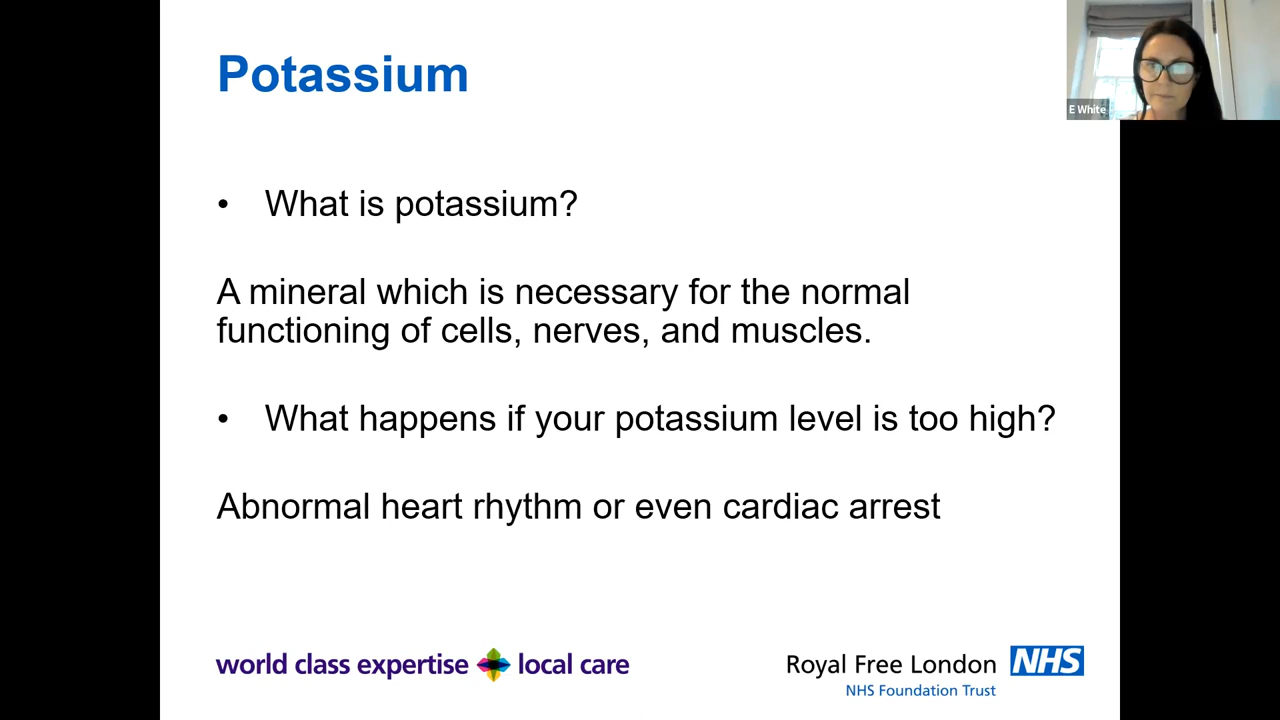 Potassium
E White
• What is potassium?
A mineral which is necessary for the normal
functioning of cells, nerves, and muscles.
• What happens if your potassium level is too high?
Abnormal heart rhythm or even cardiac arrest
world class expertise local care
Royal Free London NHS
NHS Foundation Trust